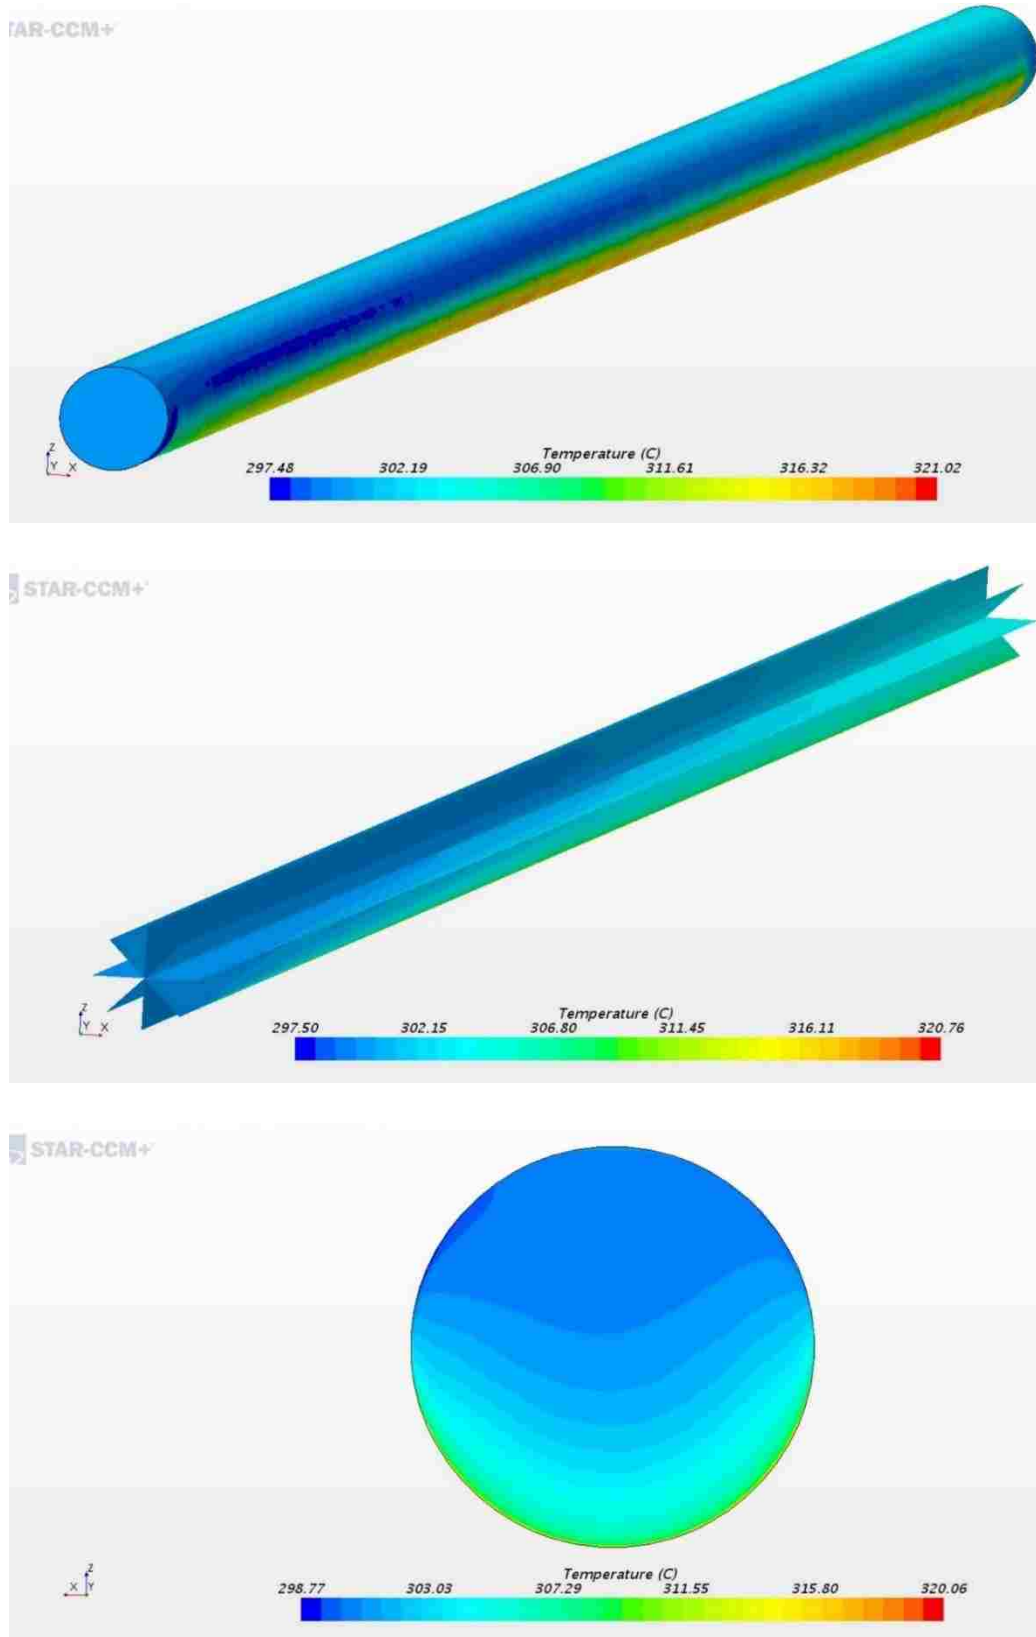 TAR-CCM+
Z
Y X
Temperature (C)
297.48 302.19 306.90 311.61 316.32 321.02
STAR-CCM+
Z
Y X
Temperature (C)
297.50 302.15 306.80 311.45 316.11 320.76
STAR-CCM+
Z
X Y
Temperature (C)
298.77 303.03 307.29 311.55 315.80 320.06